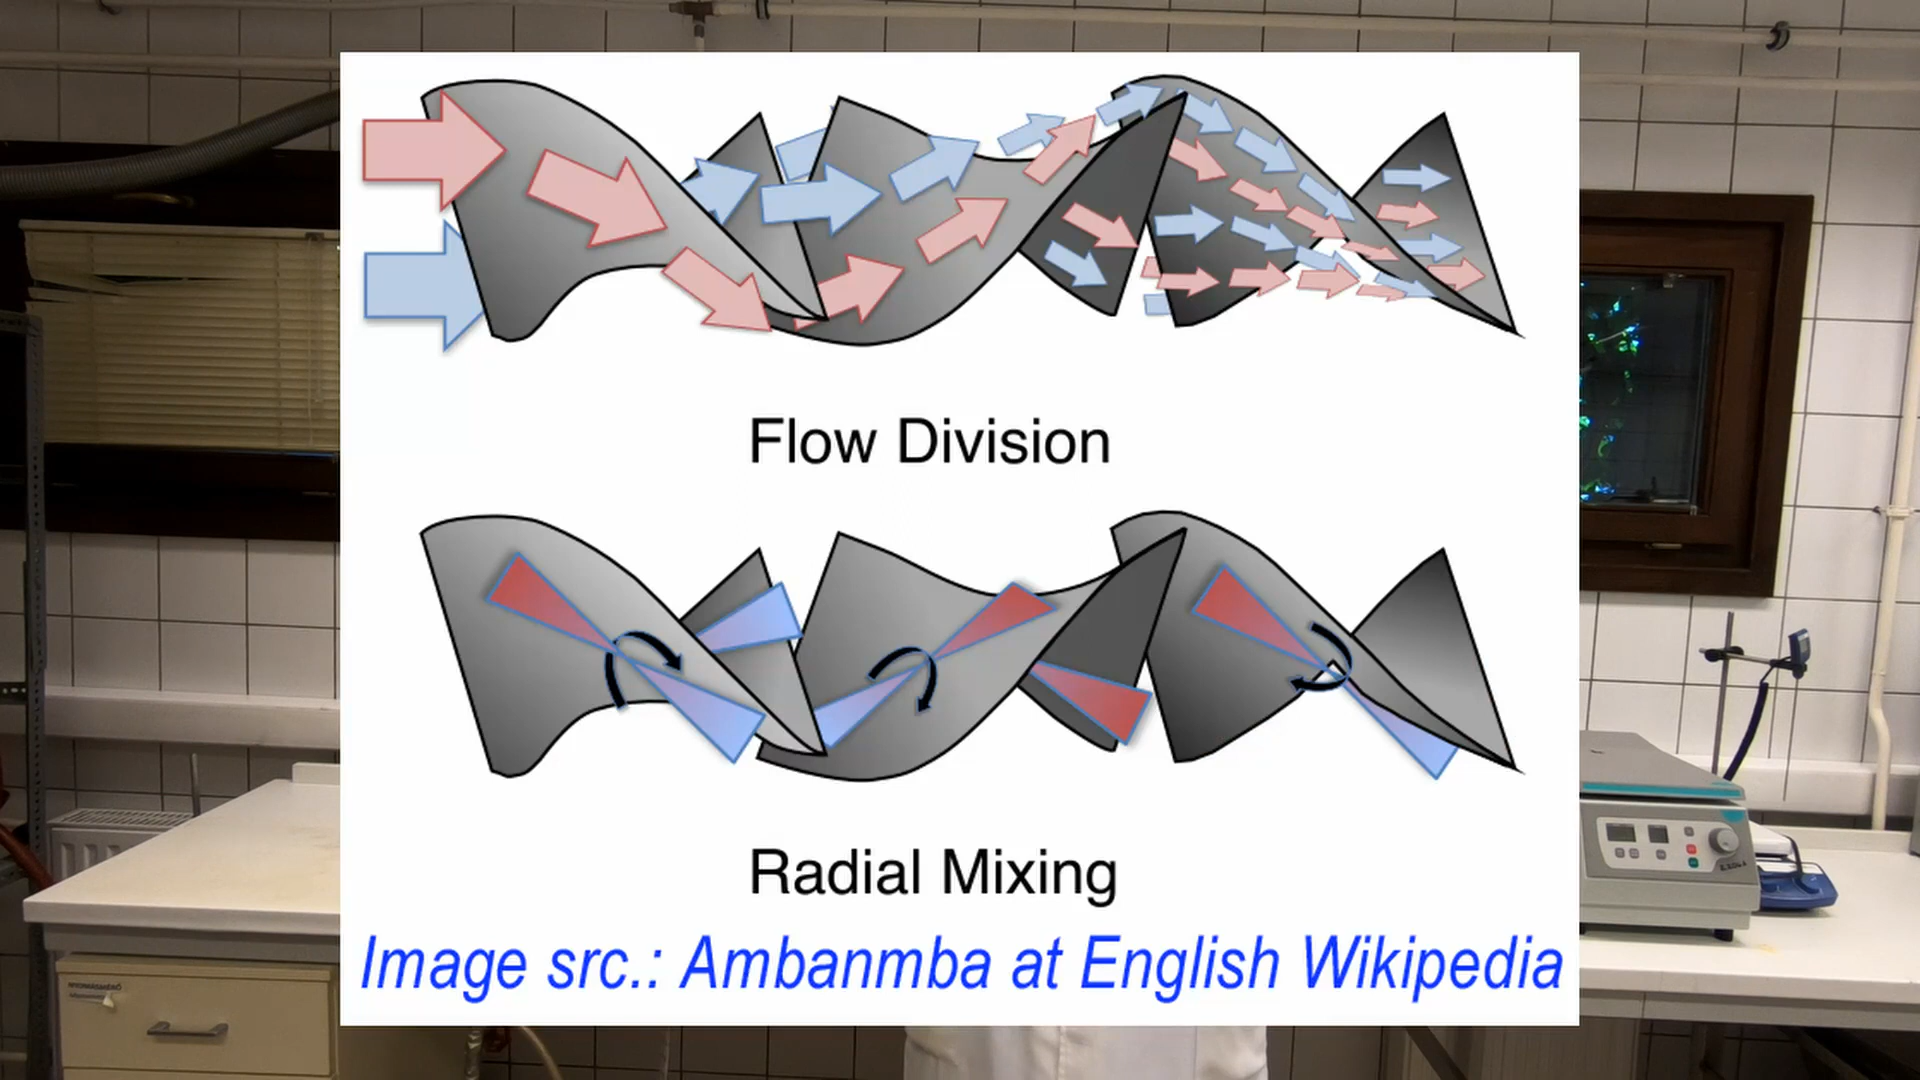 Flow Division
Radial Mixing
Image src.: Ambanmba at English Wikipedia